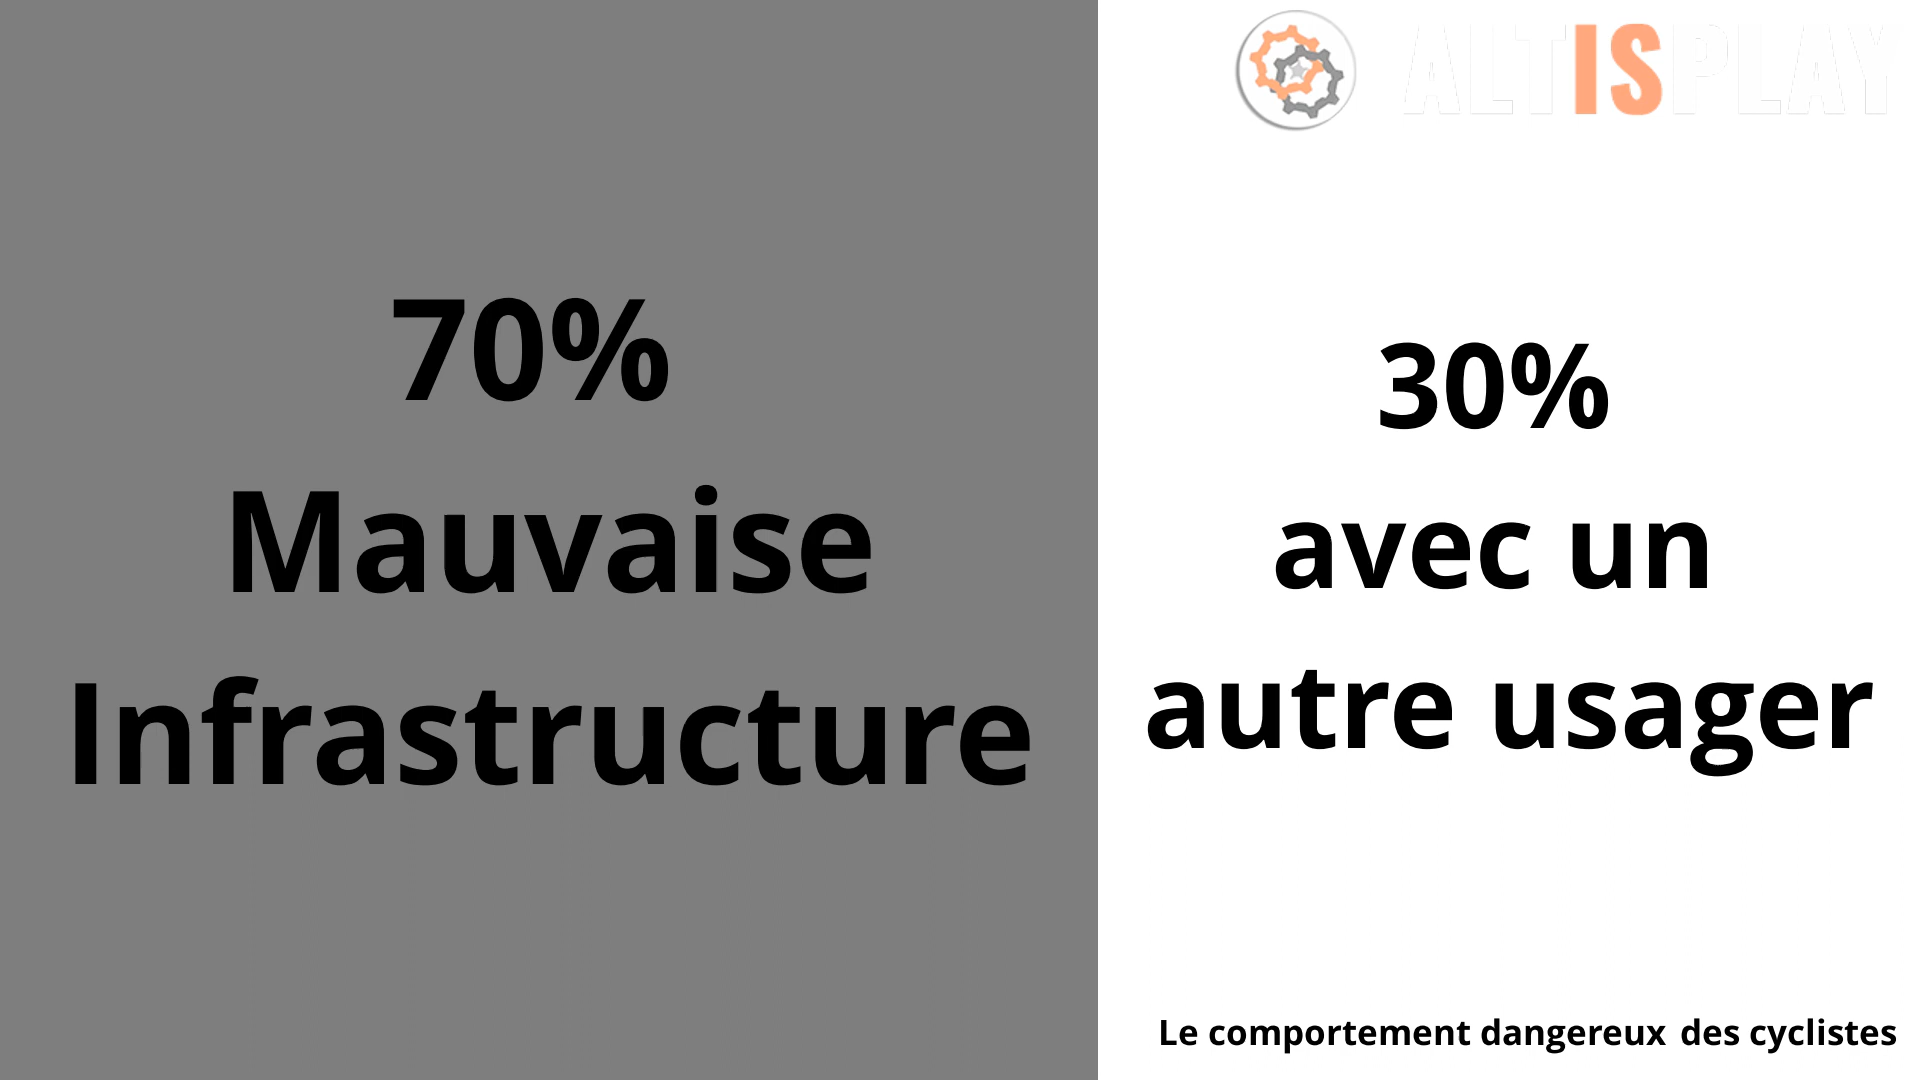 ALTISPLAY
70%
Mauvaise
Infrastructure
30%
avec un
autre usager
Le comportement dangereux des cyclistes